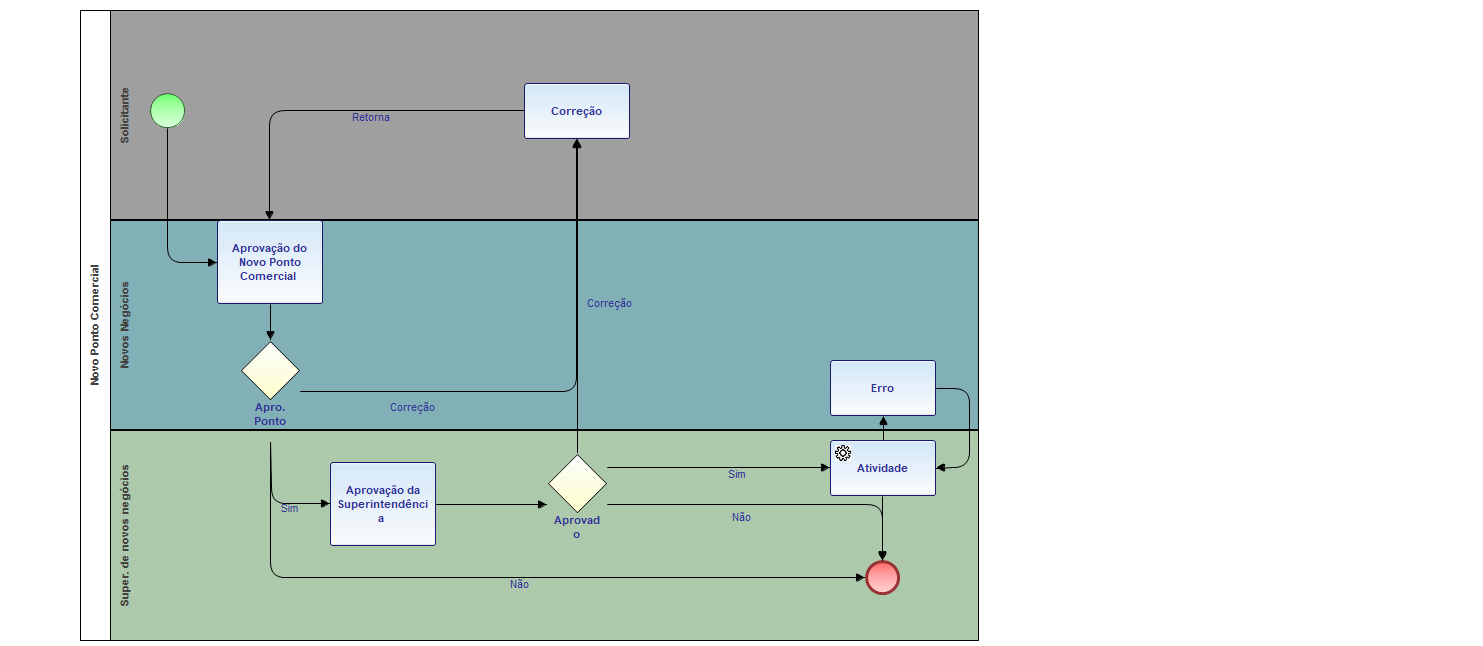 Novo Ponto Comercial
Solicitante
Correção
Retorna
Novos Negócios
Aprovação do
Novo Ponto
Comercial
Correção
Apro.
Ponto
Correção
Erro
Super. de novos negócios
Aprovação da
Superintendênci
a
Sim
Aprovad
o
Sim
Atividade
Não
Não